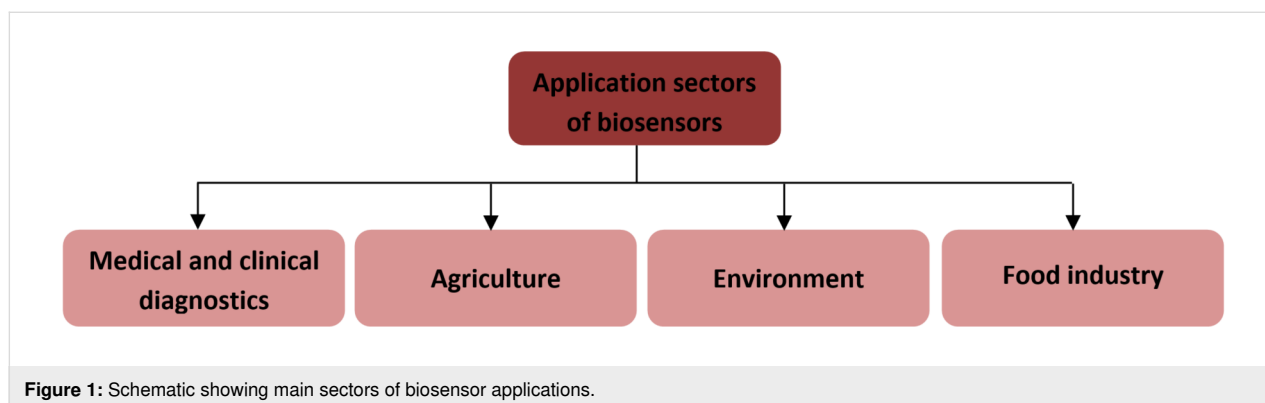 Application sectors
of biosensors
Medical and clinical
diagnostics
Agriculture
Environment
Food industry
Figure 1: Schematic showing main sectors of biosensor applications.